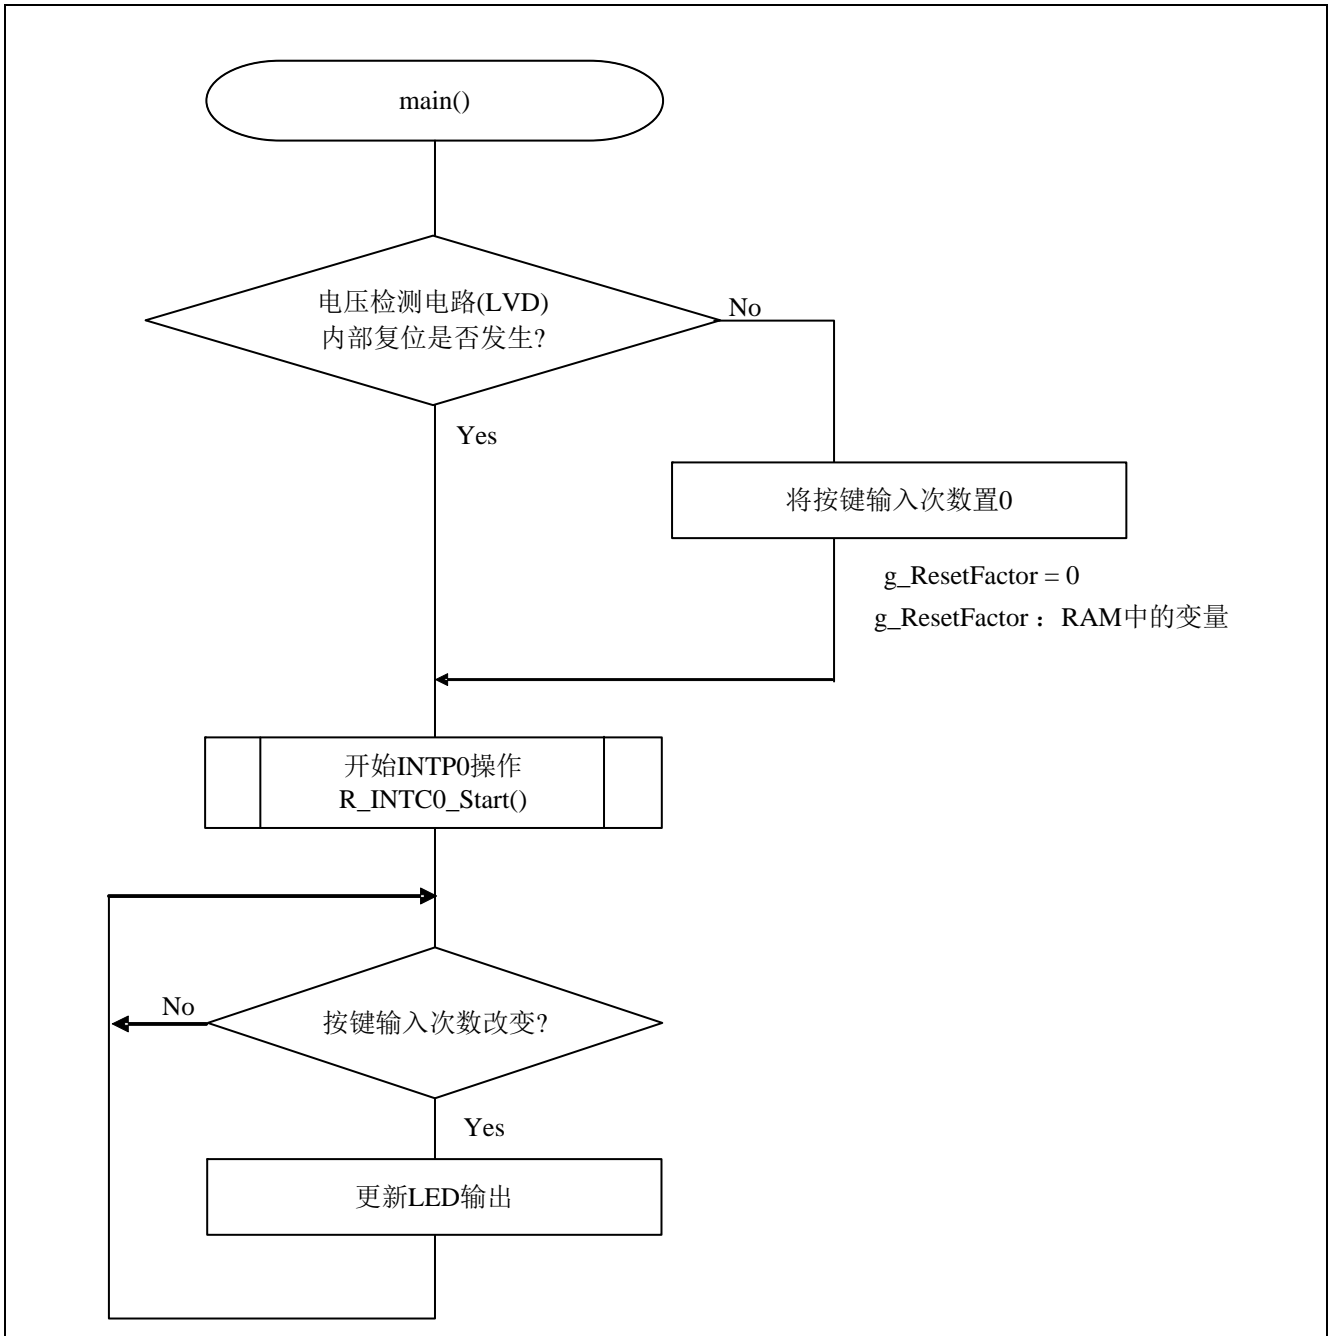 main()
电压检测电路(LVD)
内部复位是否发生?
No
Yes
将按键输入次数置0
g_ResetFactor = 0
g_ResetFactor： RAM中的变量
开始INTP0操作
R_INTC0_Start()
No
按键输入次数改变?
Yes
更新LED输出